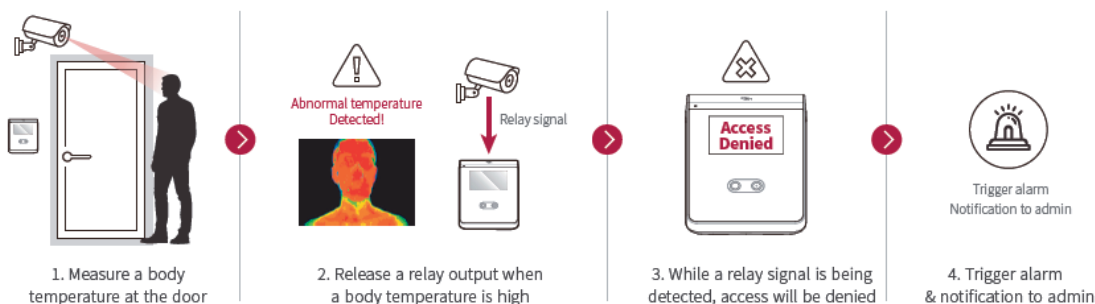 Abnormal temperature
Detected!
Relay signal
Access
Denied
Trigger alarm
Notification to admin
1. Measure a body
temperature at the door
2. Release a relay output when
a body temperature is high
3. While a relay signal is being
detected, access will be denied
4. Trigger alarm
& notification to admin